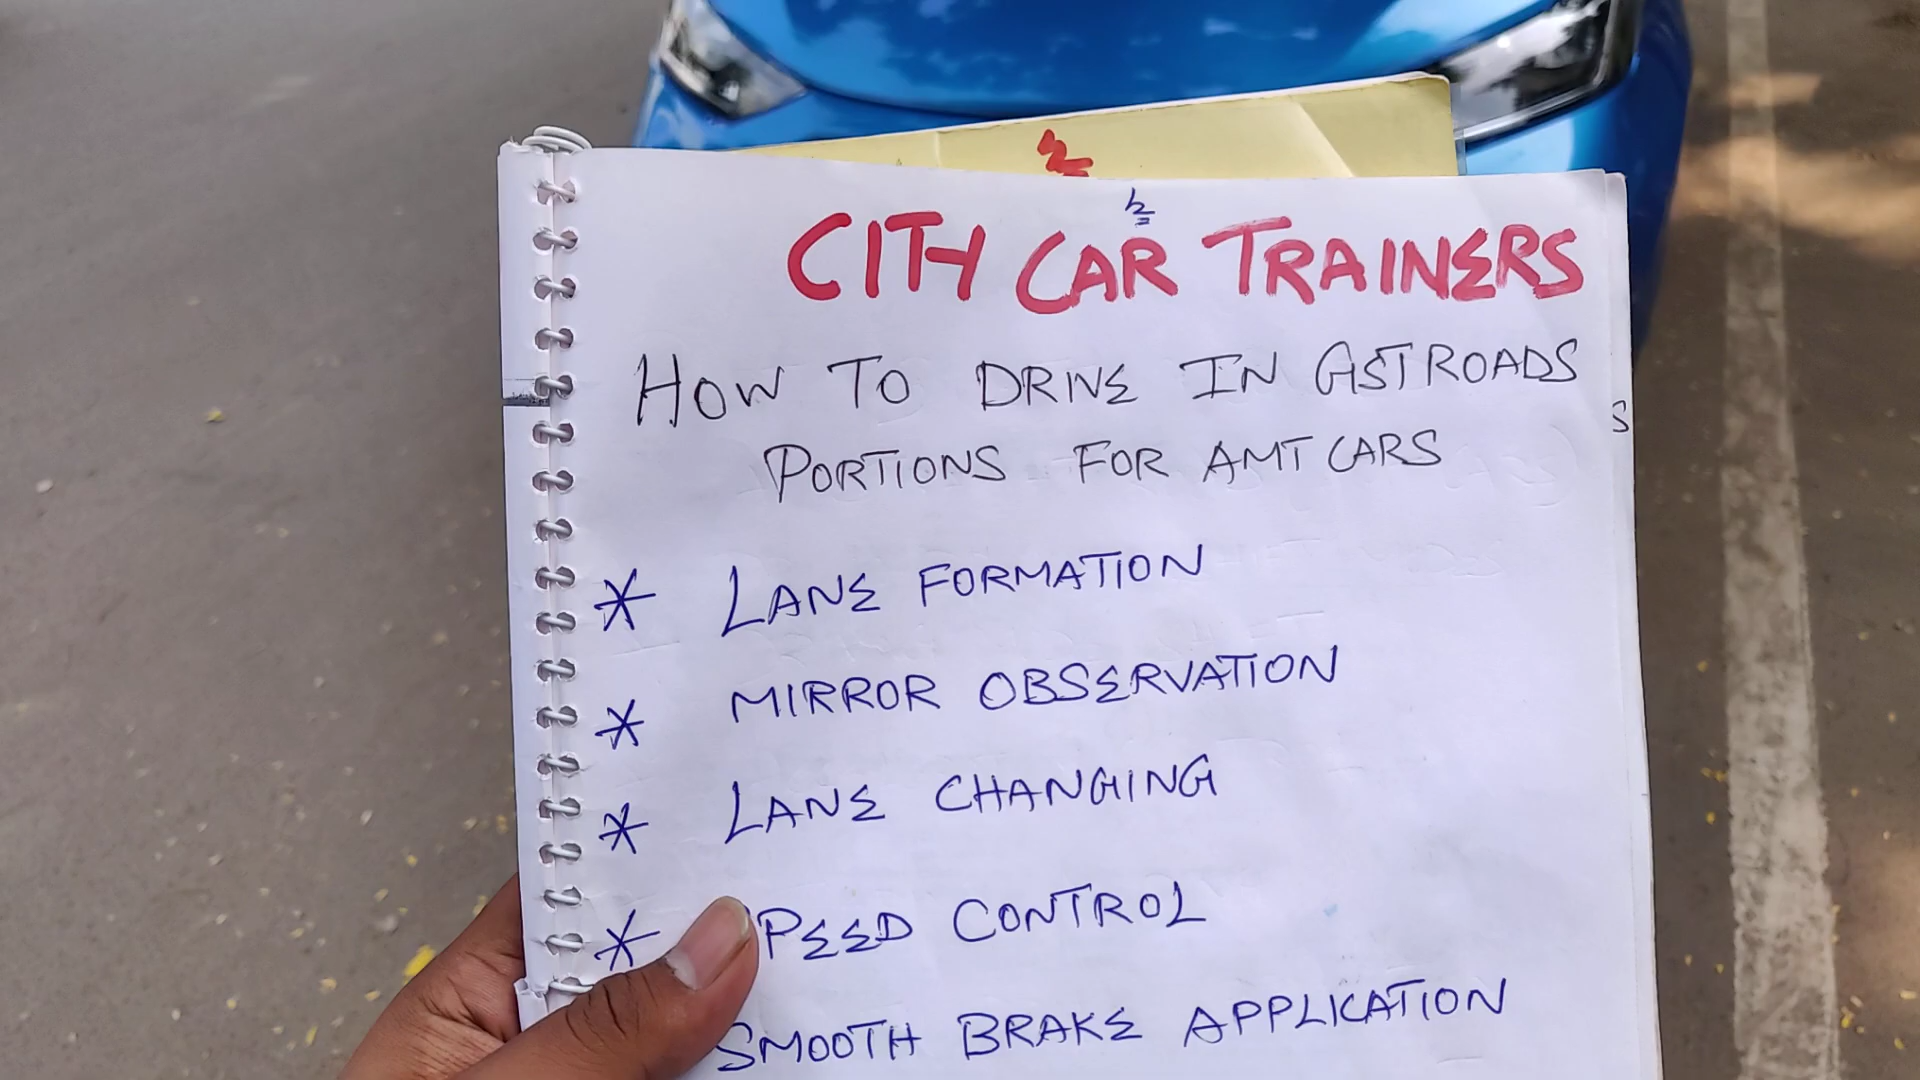 CITY CAR TRAINERS
HOW TO DRIVE IN GST ROADS
PORTIONS FOR AMT CARS
* LANE FORMATION
* MIRROR OBSERVATION
* LANE CHANGING
* SPEED CONTROL
SMOOTH BRAKE APPLICATION